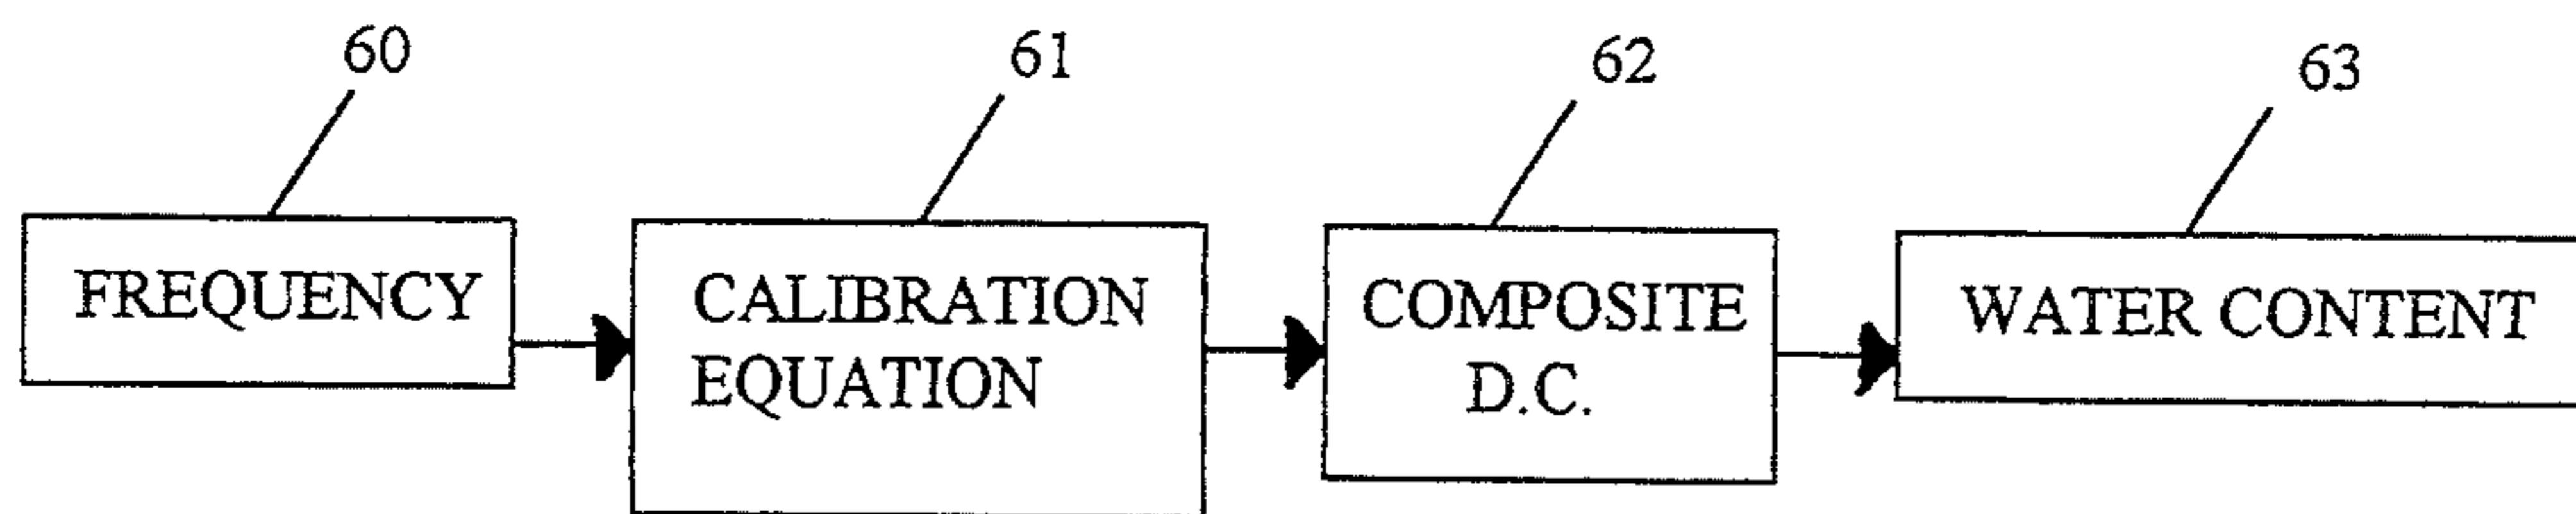 60
61
62
63
FREQUENCY
CALIBRATION
EQUATION
COMPOSITE
D.C.
WATER CONTENT